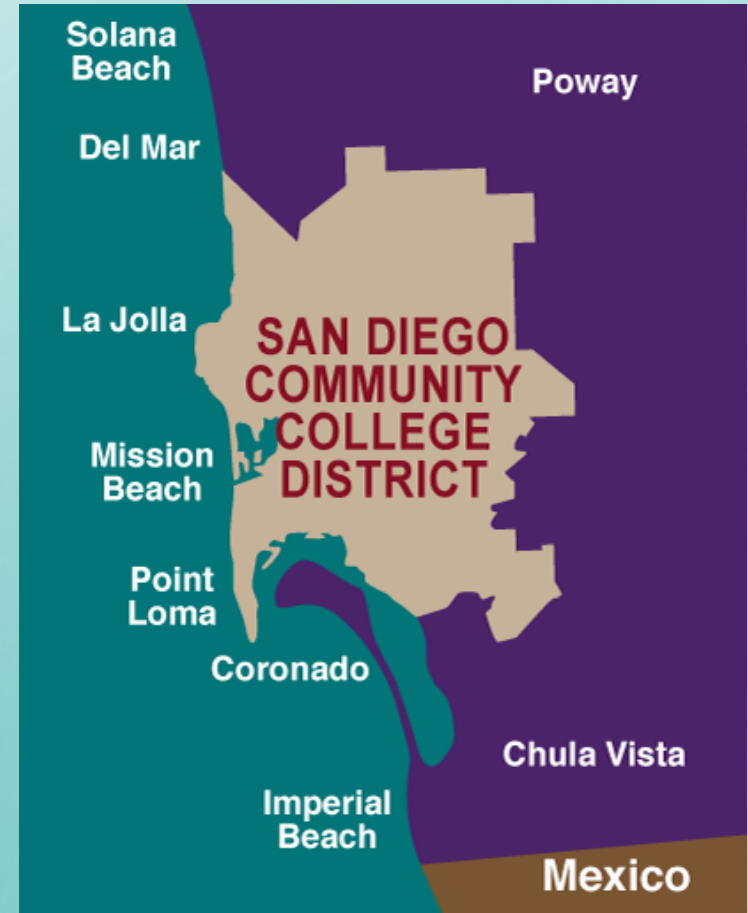 Solana
Beach
Poway
Del Mar
La Jolla
SAN DIEGO
COMMUNITY
COLLEGE
DISTRICT
Mission
Beach
Point
Loma
Coronado
Chula Vista
Imperial
Beach
Mexico